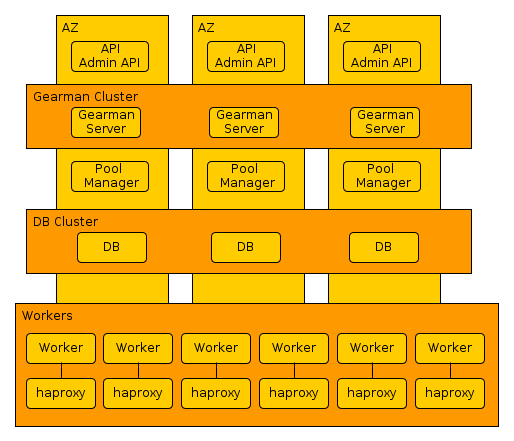 AZ
AZ
AZ
API
Admin API
API
Admin API
API
Admin API
Gearman Cluster
Gearman
Server
Gearman
Server
Gearman
Server
Pool
Manager
Pool
Manager
Pool
Manager
DB Cluster
DB
DB
DB
Workers
Worker
Worker
Worker
Worker
Worker
Worker
haproxy
haproxy
haproxy
haproxy
haproxy
haproxy